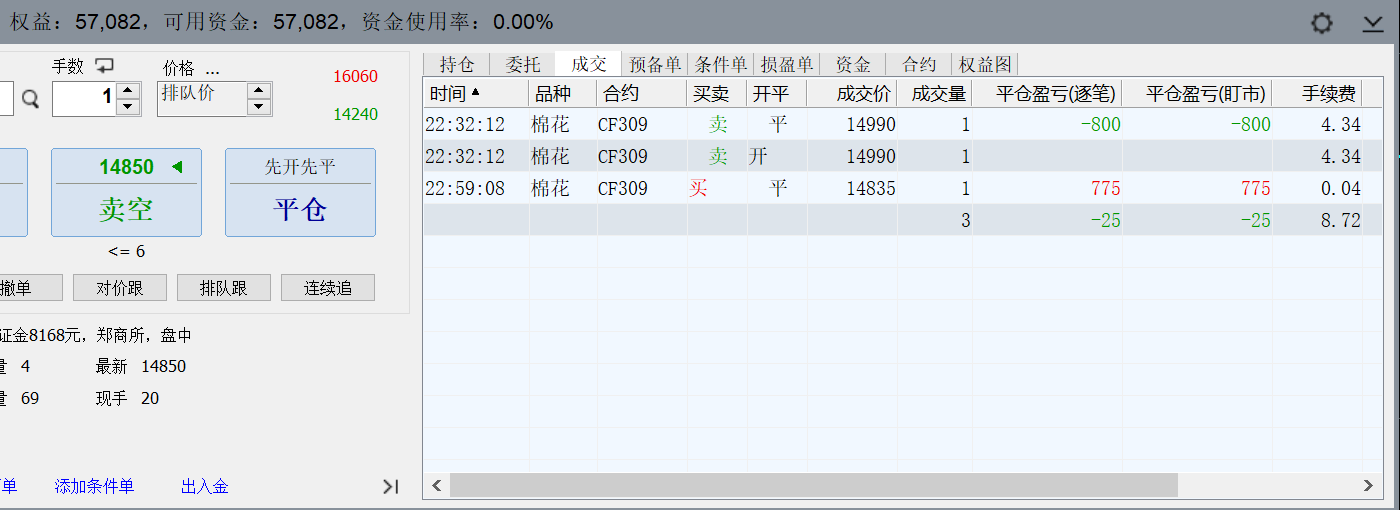 权益：57,082，可用资金：57,082，资金使用率：0.00%
手数 价格 ...
1 排队价
16060
14240
14850
卖空
先开先平
平仓
<= 6
撤单 对价跟 排队跟 连续追
证金8168元，郑商所，盘中
量 4 最新 14850
量 69 现手 20
单 添加条件单 出入金
持仓 委托 成交 预备单 条件单 损盈单 资金 合约 权益图
时间 品种 合约 买卖 开平 成交价 成交量 平仓盈亏(逐笔) 平仓盈亏(盯市) 手续费
22:32:12 棉花 CF309 卖 平 14990 1 -800 -800 4.34
22:32:12 棉花 CF309 卖 开 14990 1 4.34
22:59:08 棉花 CF309 买 平 14835 1 775 775 0.04
3 -25 -25 8.72